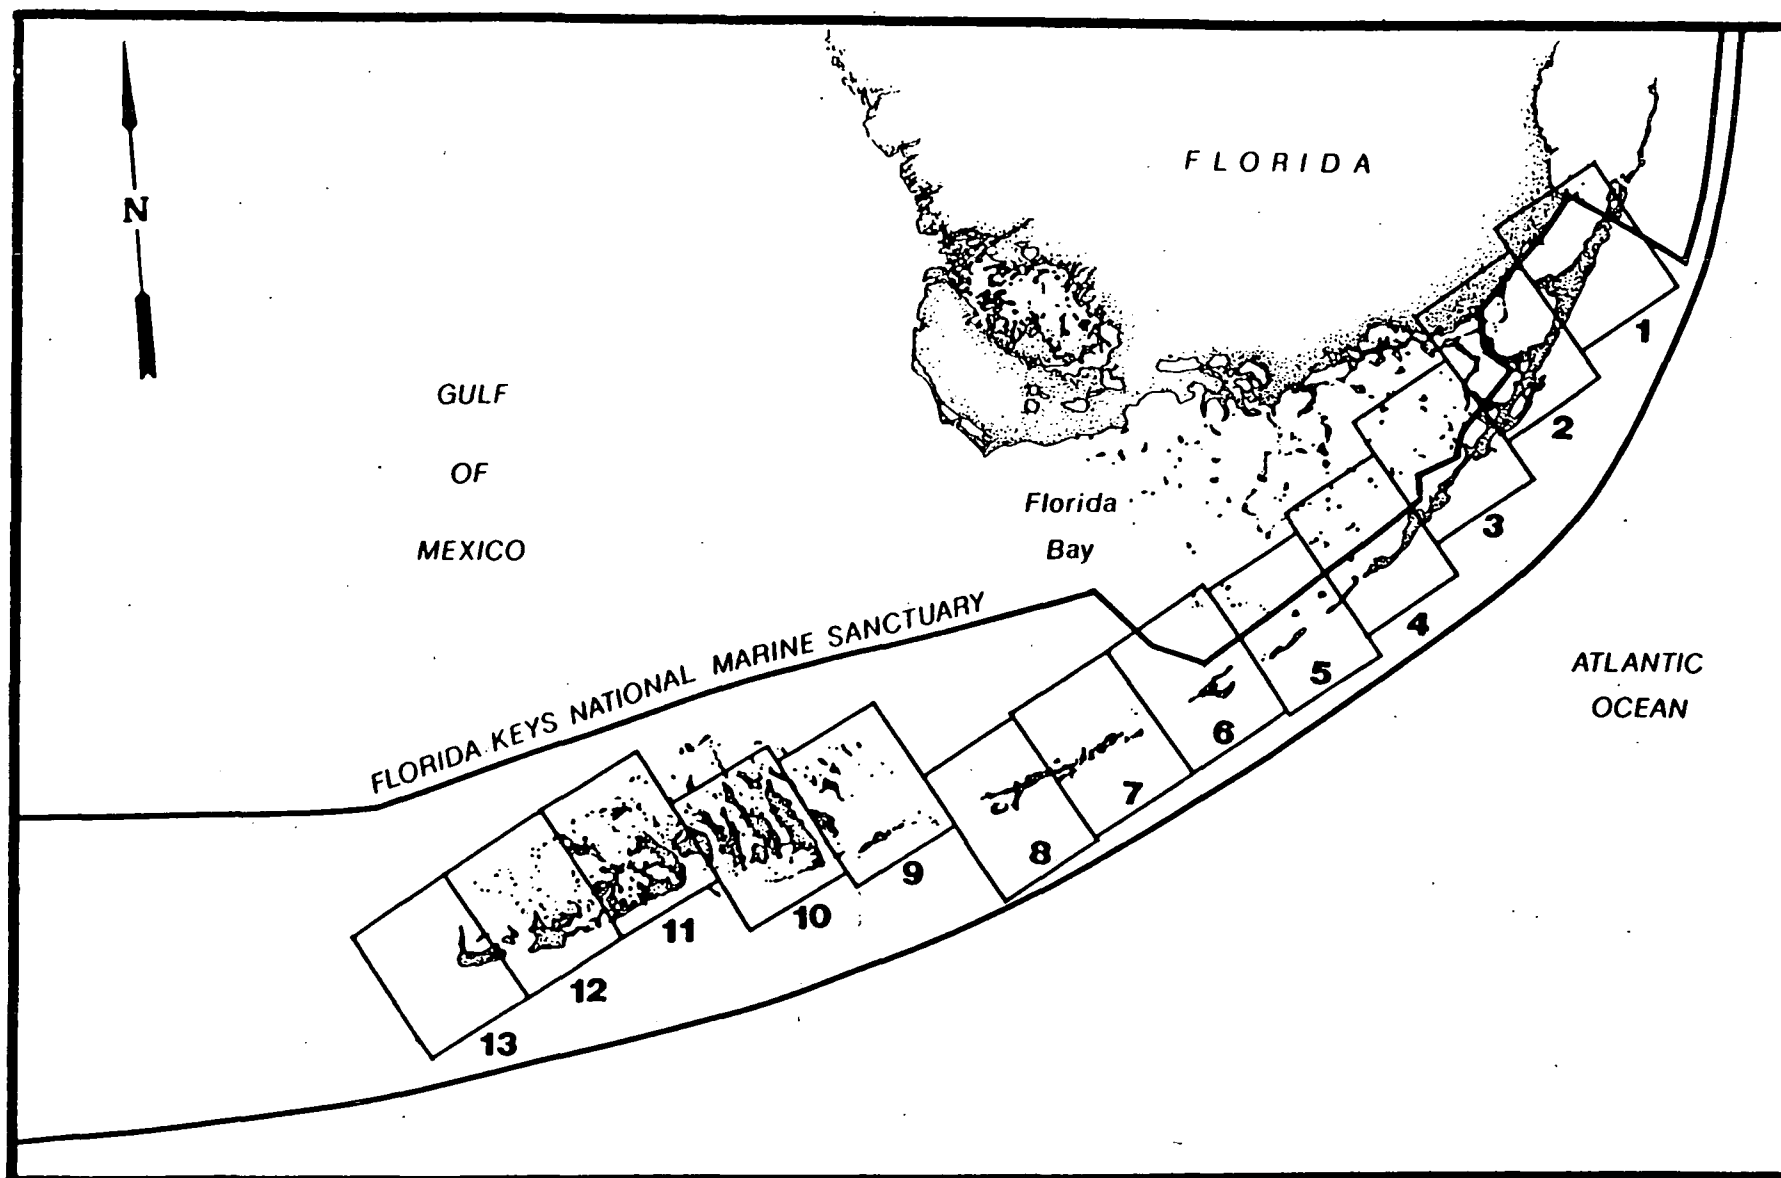 FLORIDA
N
GULF
OF
MEXICO
Florida
Bay
FLORIDA KEYS NATIONAL MARINE SANCTUARY
ATLANTIC
OCEAN
1
2
3
4
5
6
7
8
9
10
11
12
13